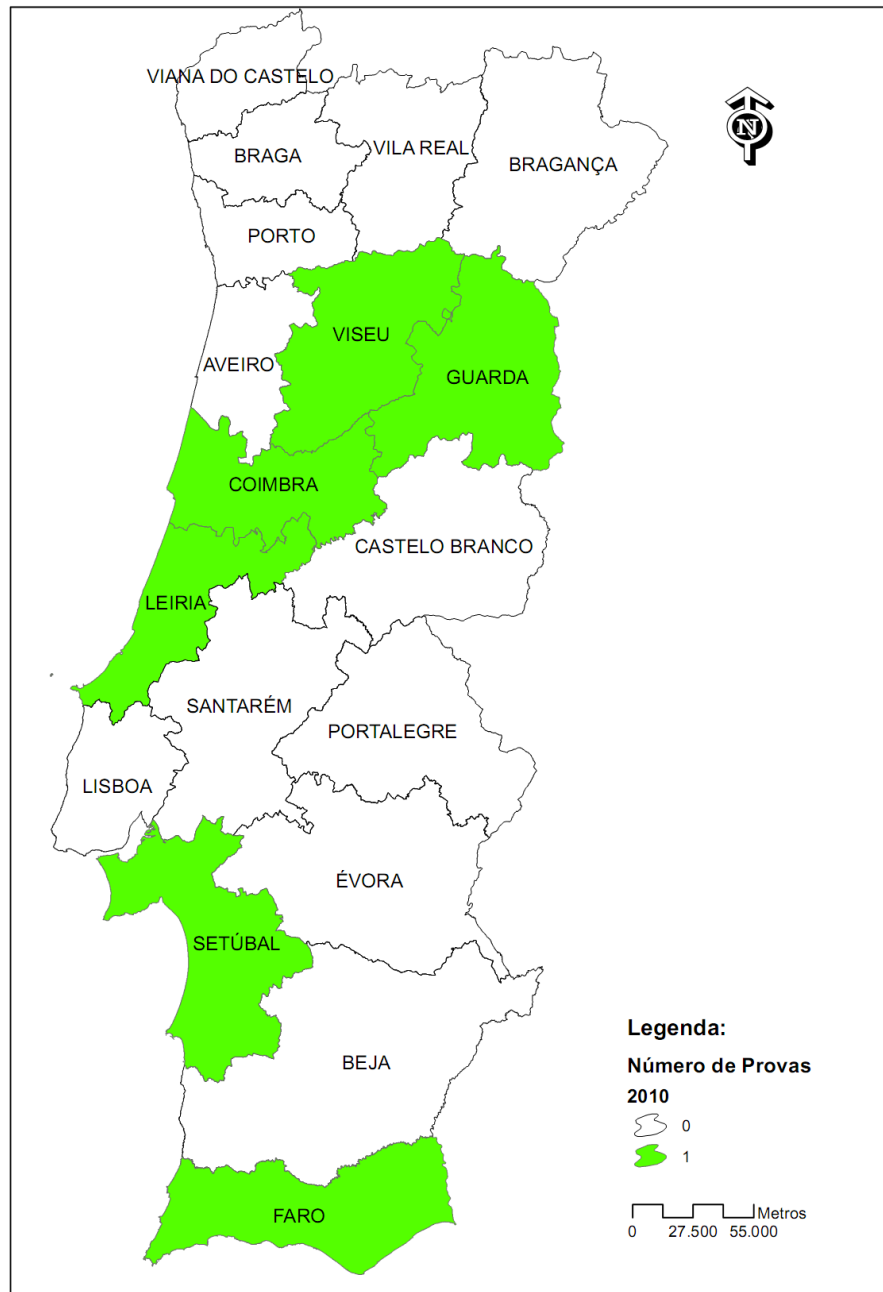 VIANA DO CASTELO
BRAGA
VILA REAL
BRAGANÇA
N
PORTO
VISEU
AVEIRO
GUARDA
COIMBRA
CASTELO BRANCO
LEIRIA
SANTARÉM
PORTALEGRE
LISBOA
ÉVORA
SETÚBAL
BEJA
FARO
Legenda:
Número de Provas
2010
0
1
Metros
0 27.500 55.000